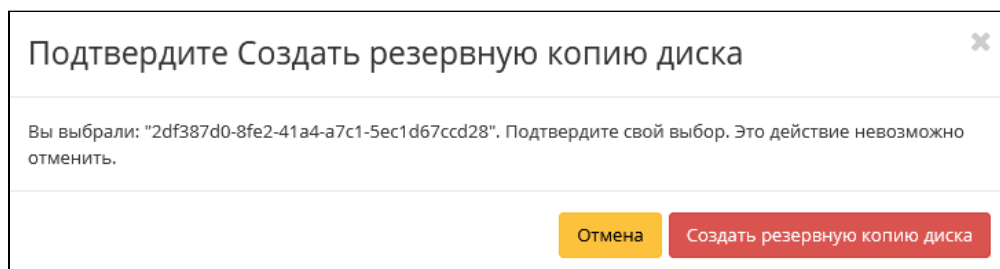 Подтвердите Создать резервную копию диска
Вы выбрали: "2df387d0-8fe2-41a4-a7c1-5ec1d67ccd28". Подтвердите свой выбор. Это действие невозможно
отменить.
Отмена
Создать резервную копию диска